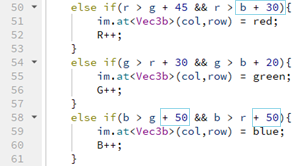 50 else if(r > g + 45 && r > b + 30){
51 im.at<Vec3b>(col,row) = red;
52 R++;
53 }
54 else if(g > r + 30 && g > b + 20){
55 im.at<Vec3b>(col,row) = green;
56 G++;
57 }
58 else if(b > g + 50 && b > r + 50){
59 im.at<Vec3b>(col,row) = blue;
60 B++;
61 }